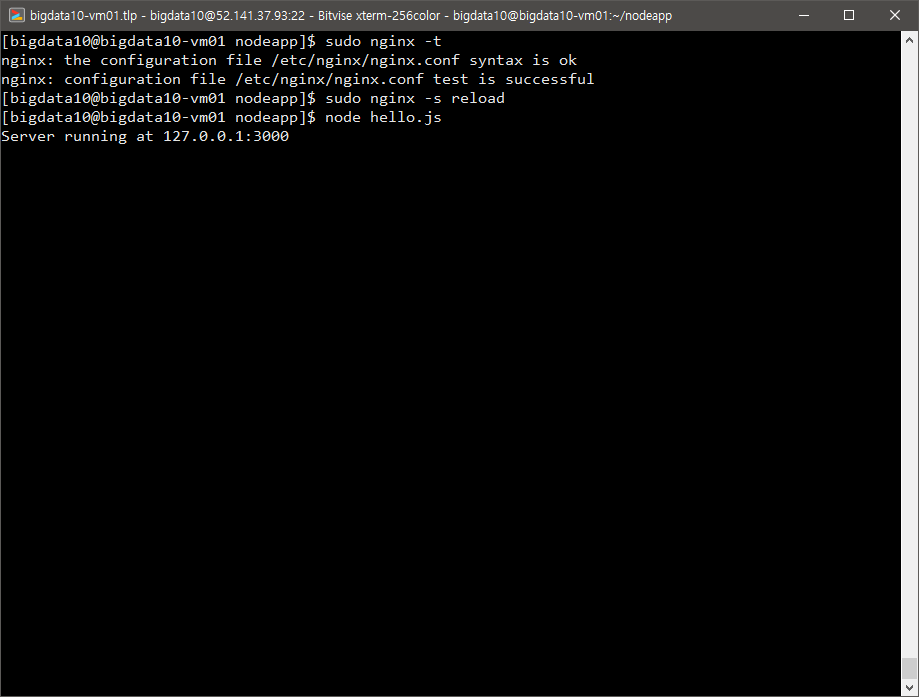 bigdata10-vm01.tlp - bigdata10@52.141.37.93:22 - Bitvise xterm-256color - bigdata10@bigdata10-vm01:~/nodeapp
[bigdata10@bigdata10-vm01 nodeapp]$ sudo nginx -t
nginx: the configuration file /etc/nginx/nginx.conf syntax is ok
nginx: configuration file /etc/nginx/nginx.conf test is successful
[bigdata10@bigdata10-vm01 nodeapp]$ sudo nginx -s reload
[bigdata10@bigdata10-vm01 nodeapp]$ node hello.js
Server running at 127.0.0.1:3000